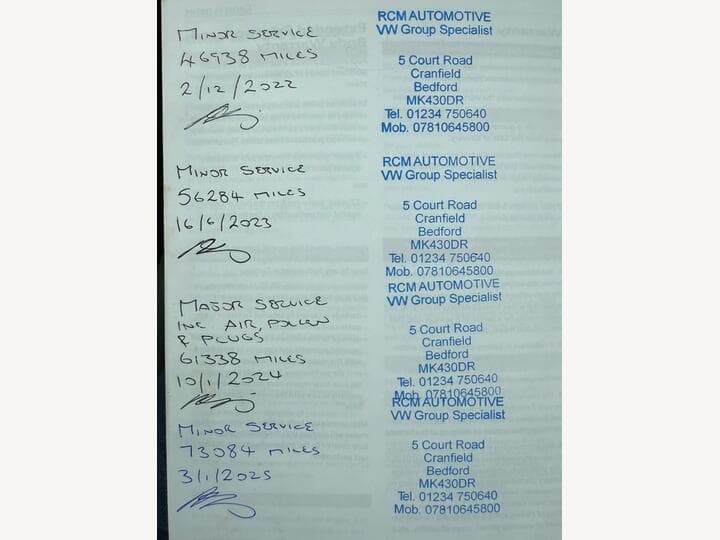 MINOR SERVICE
46938 MILES
2/12/2022
RCM AUTOMOTIVE
VW Group Specialist
5 Court Road
Cranfield
Bedford
MK430DR
Tel. 01234 750640
Mob. 07810645800
MINOR SERVICE
56284 MILES
16/6/2023
RCM AUTOMOTIVE
VW Group Specialist
5 Court Road
Cranfield
Bedford
MK430DR
Tel. 01234 750640
Mob. 07810645800
MAJOR SERVICE
INC AIR, POLLEN
& PLUGS
61338 MILES
10/1/2024
RCM AUTOMOTIVE
VW Group Specialist
5 Court Road
Cranfield
Bedford
MK430DR
Tel. 01234 750640
Mob. 07810645800
MINOR SERVICE
73084 MILES
3/1/2025
RCM AUTOMOTIVE
VW Group Specialist
5 Court Road
Cranfield
Bedford
MK430DR
Tel. 01234 750640
Mob. 07810645800